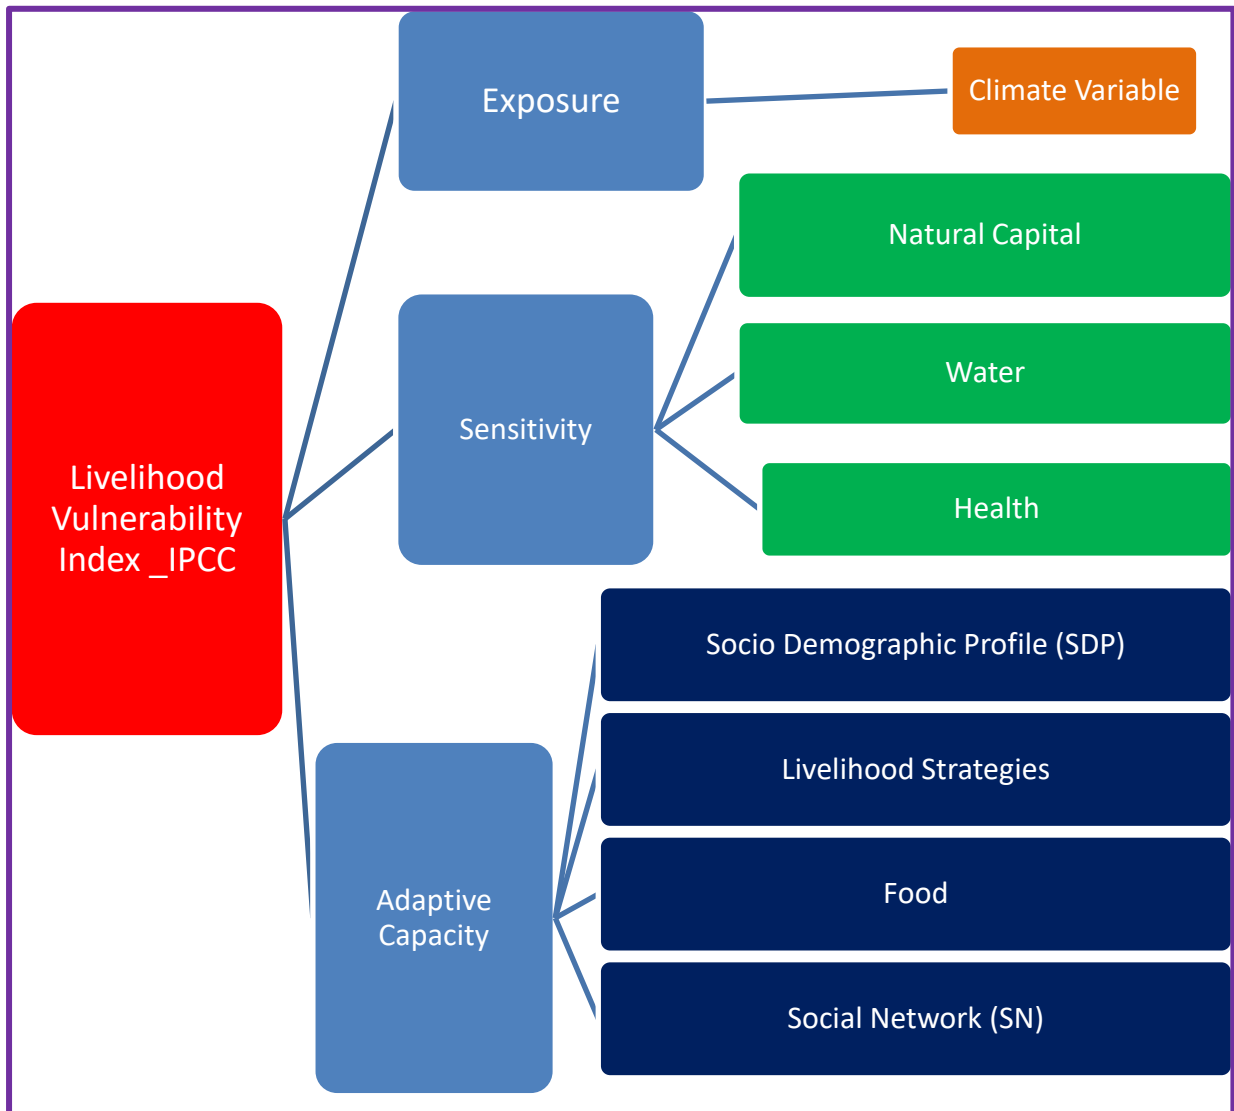 Exposure
Climate Variable
Natural Capital
Water
Sensitivity
Livelihood
Vulnerability
Index _IPCC
Health
Socio Demographic Profile (SDP)
Livelihood Strategies
Adaptive
Capacity
Food
Social Network (SN)